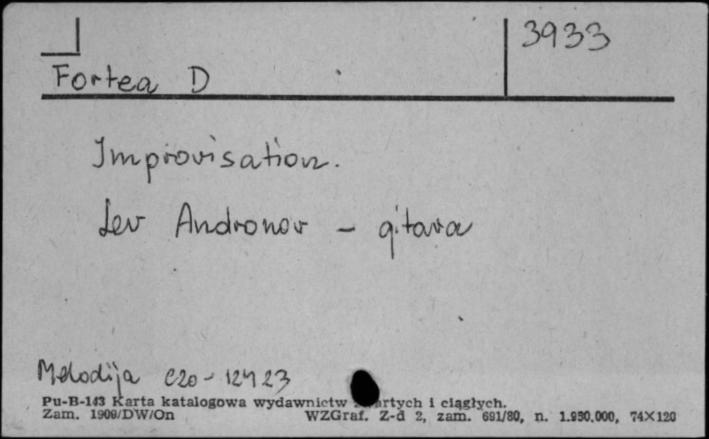 3933
Fortea D
Improvisation.
Lev Andronov - gitara
Melodija C20-12423
Pu-B-143 Karta katalogowa wydawnictw i ciągłych.
Zam. 1909/DW/On WZGraf. Z-d 2, zam. 691/80, n. 1.930.000, 74X120